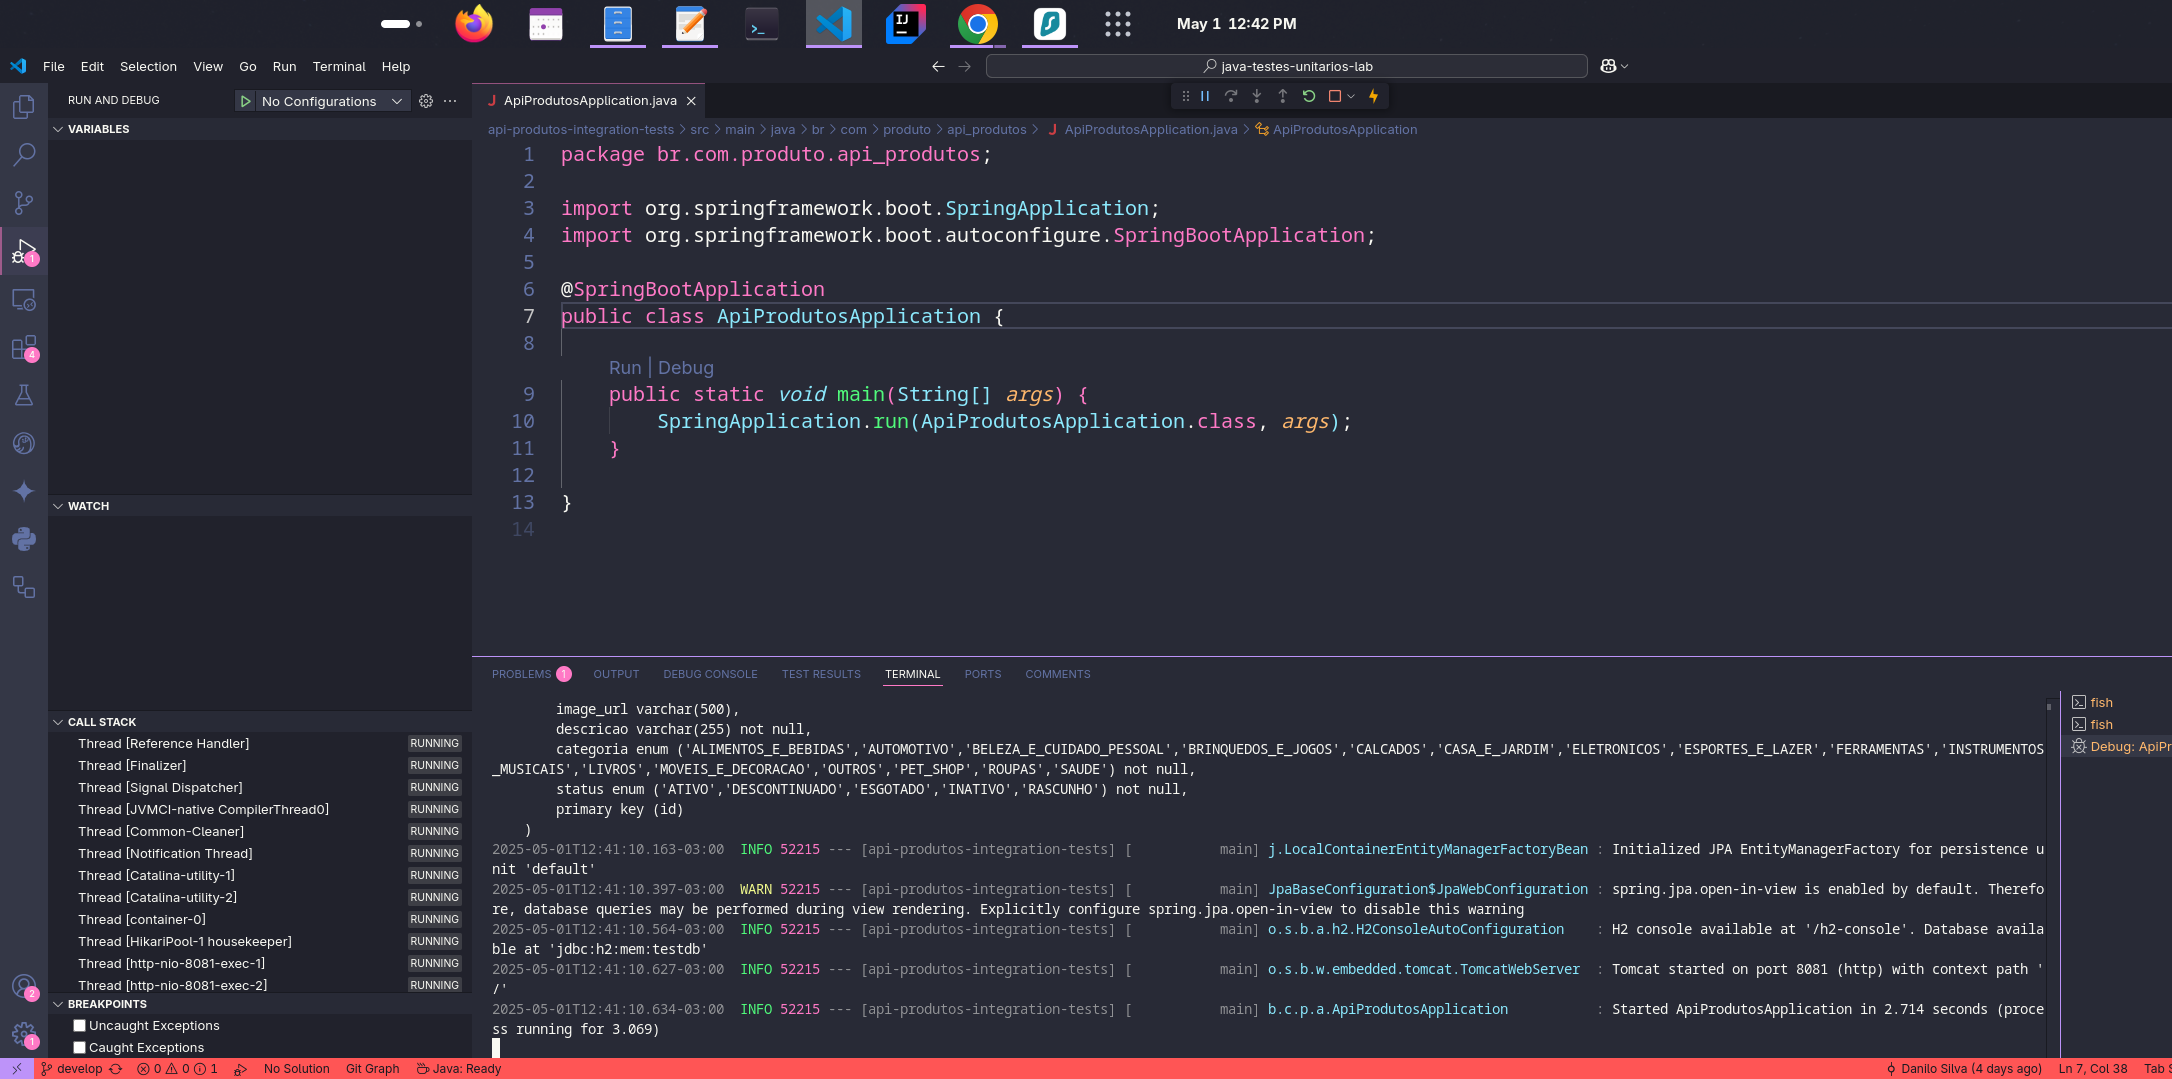 May 1 12:42 PM
File Edit Selection View Go Run Terminal Help
java-testes-unitarios-lab
RUN AND DEBUG
No Configurations
VARIABLES
WATCH
CALL STACK
Thread [Reference Handler] RUNNING
Thread [Finalizer] RUNNING
Thread [Signal Dispatcher] RUNNING
Thread [JVMCI-native CompilerThread0] RUNNING
Thread [Common-Cleaner] RUNNING
Thread [Notification Thread] RUNNING
Thread [Catalina-utility-1] RUNNING
Thread [Catalina-utility-2] RUNNING
Thread [container-0] RUNNING
Thread [HikariPool-1 housekeeper] RUNNING
Thread [http-nio-8081-exec-1] RUNNING
Thread [http-nio-8081-exec-2] RUNNING
BREAKPOINTS
Uncaught Exceptions
Caught Exceptions
1
4
2
1
IJ
J ApiProdutosApplication.java
api-produtos-integration-tests > src > main > java > br > com > produto > api_produtos > J ApiProdutosApplication.java > ApiProdutosApplication
1 package br.com.produto.api_produtos;
2
3 import org.springframework.boot.SpringApplication;
4 import org.springframework.boot.autoconfigure.SpringBootApplication;
5
6 @SpringBootApplication
7 public class ApiProdutosApplication {
8
Run | Debug
9 public static void main(String[] args) {
10 SpringApplication.run(ApiProdutosApplication.class, args);
11 }
12
13 }
14
PROBLEMS 1 OUTPUT DEBUG CONSOLE TEST RESULTS TERMINAL PORTS COMMENTS
image_url varchar(500),
descricao varchar(255) not null,
categoria enum ('ALIMENTOS_E_BEBIDAS','AUTOMOTIVO','BELEZA_E_CUIDADO_PESSOAL','BRINQUEDOS_E_JOGOS','CALCADOS','CASA_E_JARDIM','ELETRONICOS','ESPORTES_E_LAZER','FERRAMENTAS','INSTRUMENTOS
_MUSICAIS','LIVROS','MOVEIS_E_DECORACAO','OUTROS','PET_SHOP','ROUPAS','SAUDE') not null,
status enum ('ATIVO','DESCONTINUADO','ESGOTADO','INATIVO','RASCUNHO') not null,
primary key (id)
)
2025-05-01T12:41:10.163-03:00 INFO 52215 --- [api-produtos-integration-tests] [ main] j.LocalContainerEntityManagerFactoryBean : Initialized JPA EntityManagerFactory for persistence u
nit 'default'
2025-05-01T12:41:10.397-03:00 WARN 52215 --- [api-produtos-integration-tests] [ main] JpaBaseConfiguration$JpaWebConfiguration : spring.jpa.open-in-view is enabled by default. Therefo
re, database queries may be performed during view rendering. Explicitly configure spring.jpa.open-in-view to disable this warning
2025-05-01T12:41:10.564-03:00 INFO 52215 --- [api-produtos-integration-tests] [ main] o.s.b.a.h2.H2ConsoleAutoConfiguration : H2 console available at '/h2-console'. Database availa
ble at 'jdbc:h2:mem:testdb'
2025-05-01T12:41:10.627-03:00 INFO 52215 --- [api-produtos-integration-tests] [ main] o.s.b.w.embedded.tomcat.TomcatWebServer : Tomcat started on port 8081 (http) with context path '
/'
2025-05-01T12:41:10.634-03:00 INFO 52215 --- [api-produtos-integration-tests] [ main] b.c.p.a.ApiProdutosApplication : Started ApiProdutosApplication in 2.714 seconds (proce
ss running for 3.069)
fish
fish
Debug: ApiPr
develop 0 0 1 No Solution Git Graph Java: Ready Danilo Silva (4 days ago) Ln 7, Col 38 Tab S